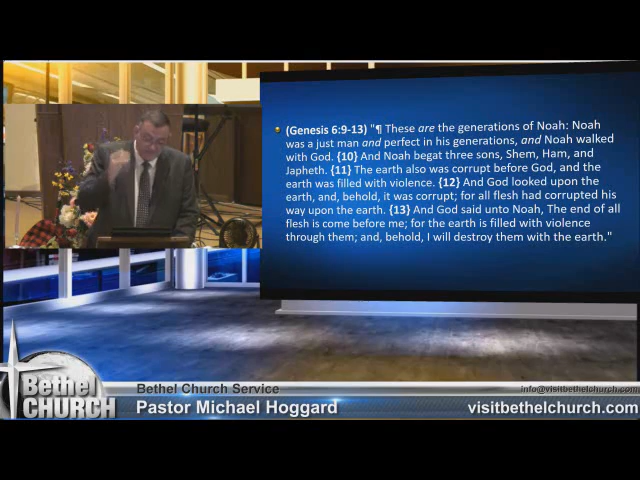 (Genesis 6:9-13) "¶ These are the generations of Noah: Noah
was a just man and perfect in his generations, and Noah walked
with God. {10} And Noah begat three sons, Shem, Ham, and
Japheth. {11} The earth also was corrupt before God, and
the earth was filled with violence. {12} And God looked upon the
earth, and, behold, it was corrupt; for all flesh had corrupted his
way upon the earth. {13} And God said unto Noah, The end of all
flesh is come before me; for the earth is filled with violence
through them; and, behold, I will destroy them with the earth."
Bethel
CHURCH
Bethel Church Service
info@visitbethelchurch.com
Pastor Michael Hoggard
visitbethelchurch.com